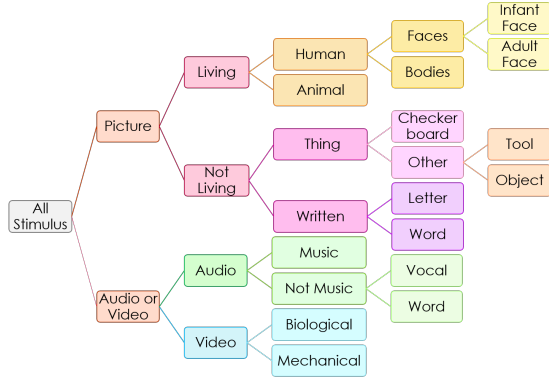 All
Stimulus
Picture
Audio or
Video
Living
Not
Living
Audio
Video
Human
Animal
Thing
Written
Music
Not Music
Biological
Mechanical
Faces
Bodies
Checker
board
Other
Letter
Word
Vocal
Word
Infant
Face
Adult
Face
Tool
Object